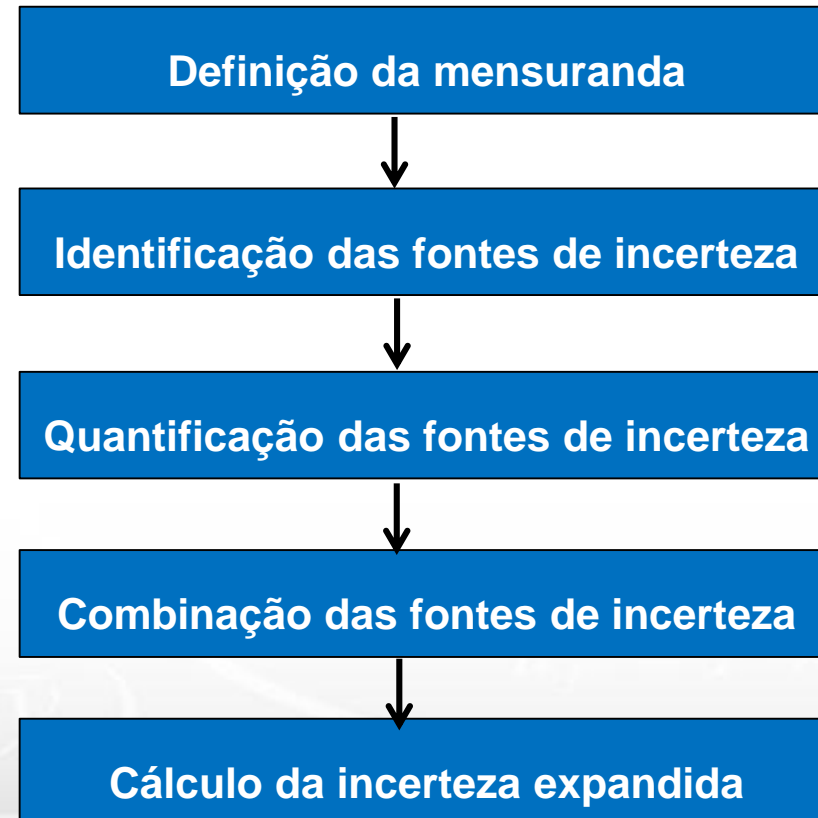 Definição da mensuranda
Identificação das fontes de incerteza
Quantificação das fontes de incerteza
Combinação das fontes de incerteza
Cálculo da incerteza expandida